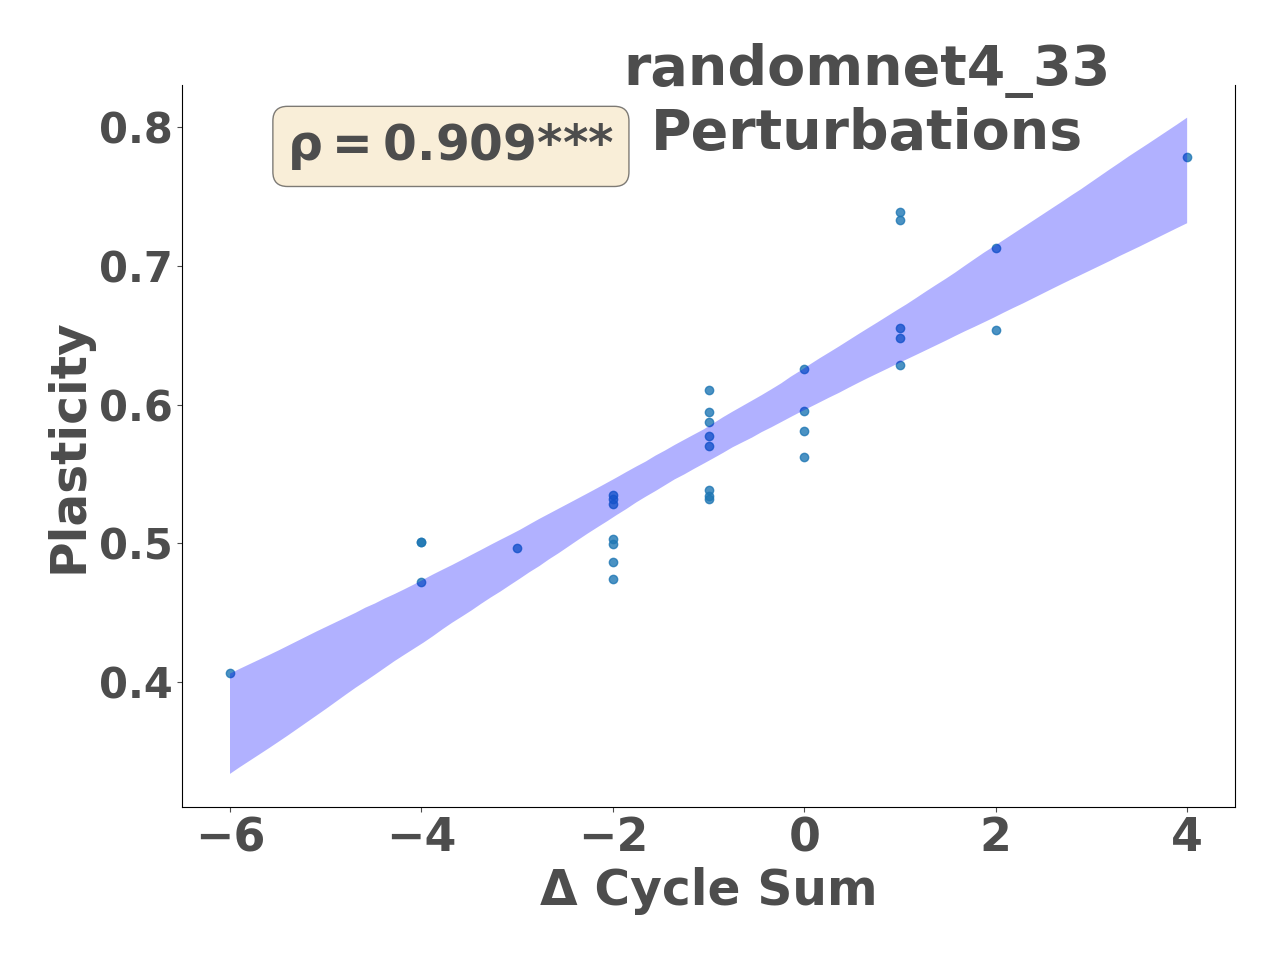 randomnet4_33
Perturbations
ρ = 0.909***
0.8
0.7
0.6
0.5
0.4
Plasticity
−6 −4 −2 0 2 4
Δ Cycle Sum